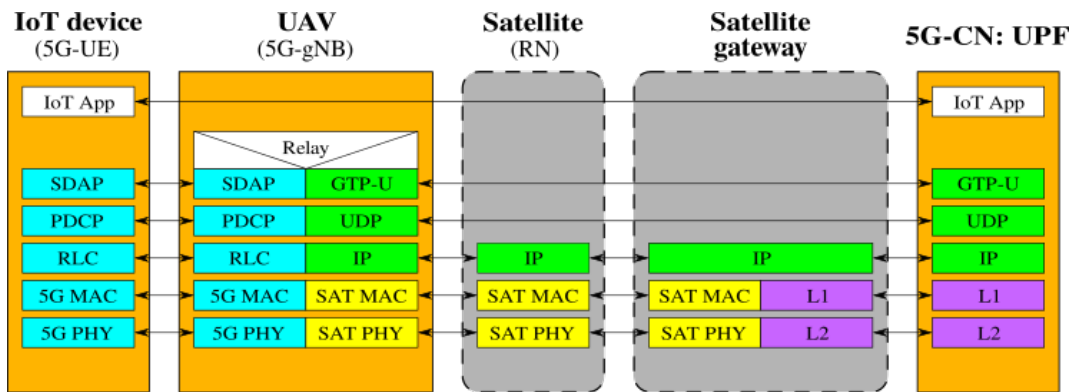 IoT device
(5G-UE)
UAV
(5G-gNB)
Satellite
(RN)
Satellite
gateway
5G-CN: UPF
IoT App
IoT App
Relay
SDAP
SDAP
GTP-U
GTP-U
PDCP
PDCP
UDP
UDP
RLC
RLC
IP
IP
IP
IP
5G MAC
5G MAC
SAT MAC
SAT MAC
SAT MAC
L1
L1
5G PHY
5G PHY
SAT PHY
SAT PHY
SAT PHY
L2
L2